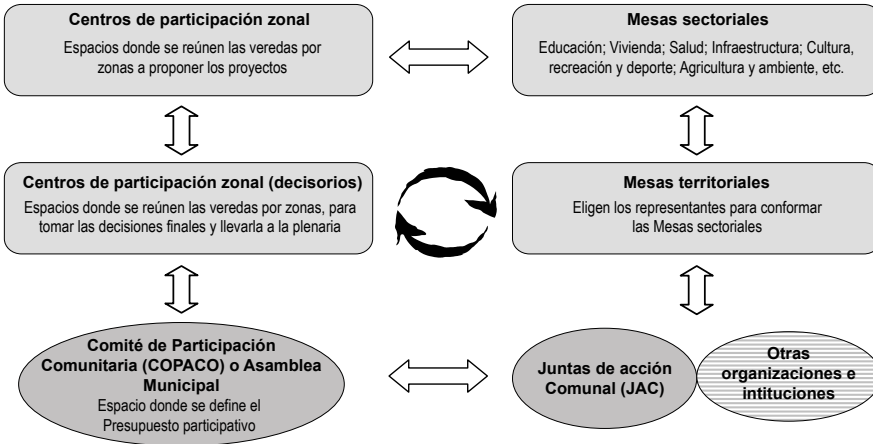 Centros de participación zonal
Espacios donde se reúnen las veredas por
zonas a proponer los proyectos
Mesas sectoriales
Educación; Vivienda; Salud; Infraestructura; Cultura,
recreación y deporte; Agricultura y ambiente, etc.
Centros de participación zonal (decisorios)
Espacios donde se reúnen las veredas por zonas, para
tomar las decisiones finales y llevarla a la plenaria
Mesas territoriales
Eligen los representantes para conformar
las Mesas sectoriales
Comité de Participación
Comunitaria (COPACO) o Asamblea
Municipal
Espacio donde se define el
Presupuesto participativo
Juntas de acción
Comunal (JAC)
Otras
organizaciones e
intituciones